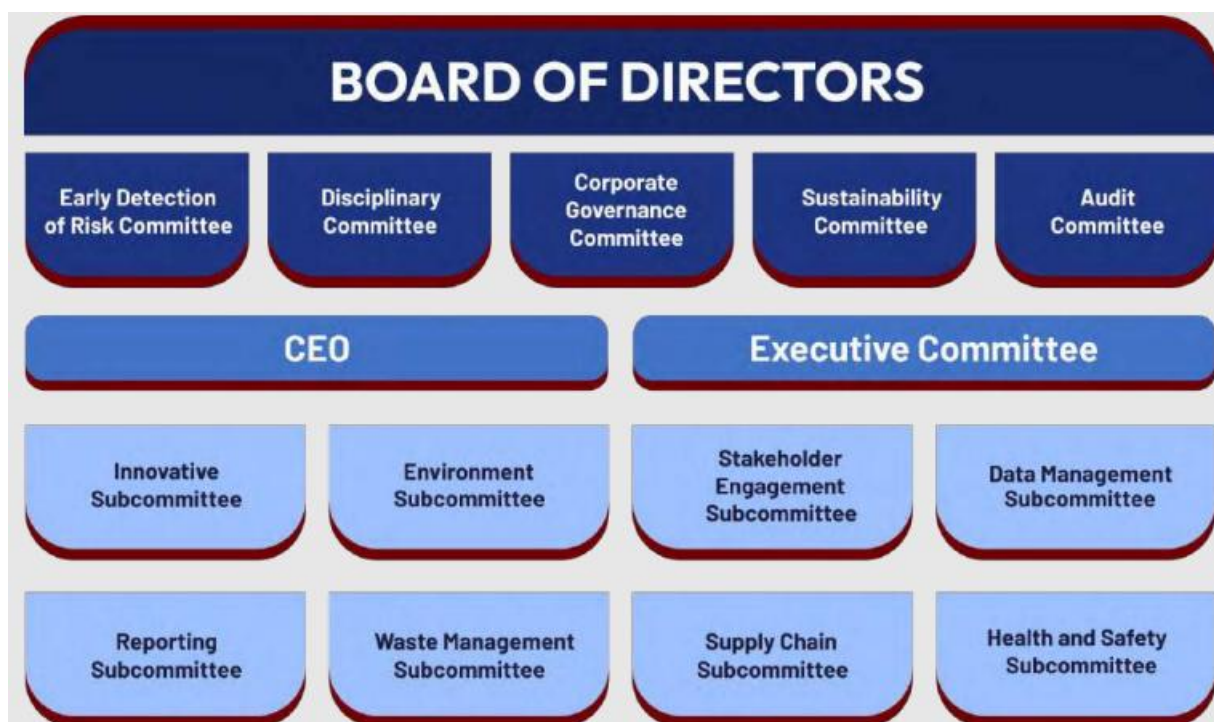 BOARD OF DIRECTORS
Early Detection
of Risk Committee
Disciplinary
Committee
Corporate
Governance
Committee
Sustainability
Committee
Audit
Committee
CEO
Executive Committee
Innovative
Subcommittee
Environment
Subcommittee
Stakeholder
Engagement
Subcommittee
Data Management
Subcommittee
Reporting
Subcommittee
Waste Management
Subcommittee
Supply Chain
Subcommittee
Health and Safety
Subcommittee